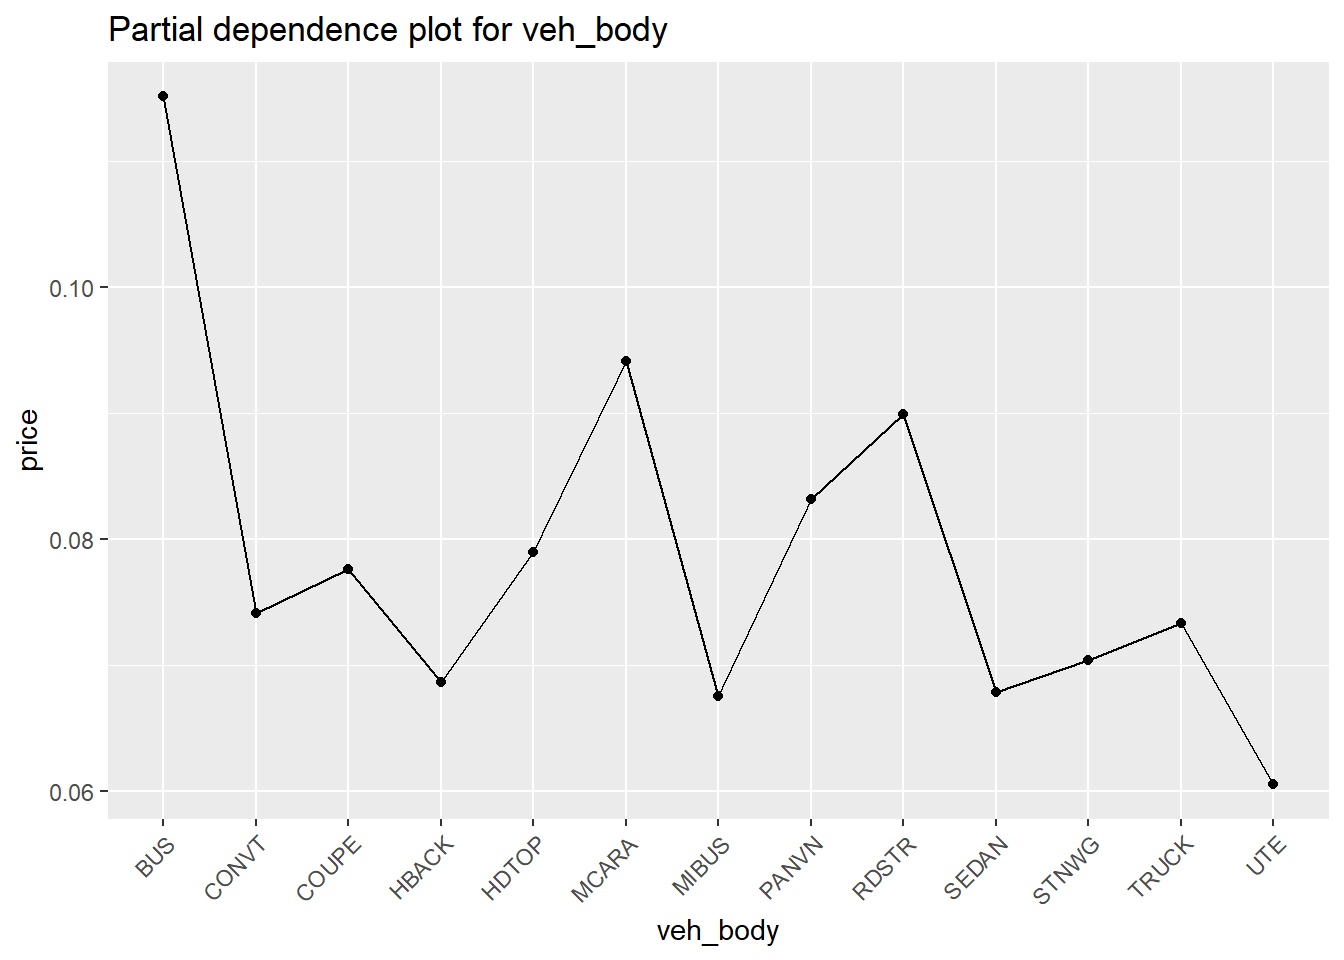 Partial dependence plot for veh_body
price
0.10
0.08
0.06
BUS
CONVT
COUPE
HBACK
HDTOP
MCARA
MIBUS
PANVN
RDSTR
SEDAN
STNWG
TRUCK
UTE
veh_body